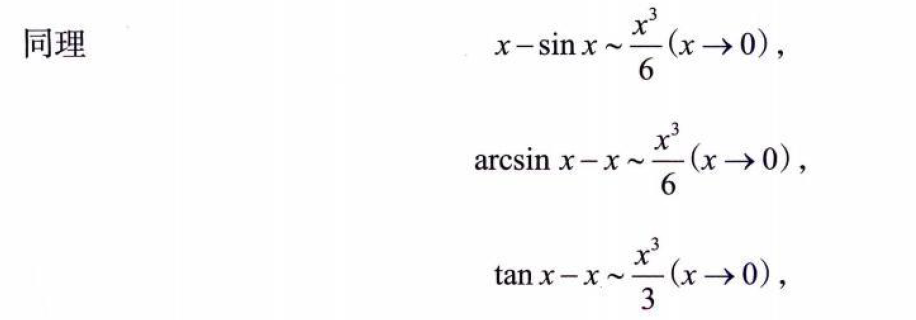 同理 x − sin x ~ x³/6 (x → 0),
arcsin x − x ~ x³/6 (x → 0),
tan x − x ~ x³/3 (x → 0),